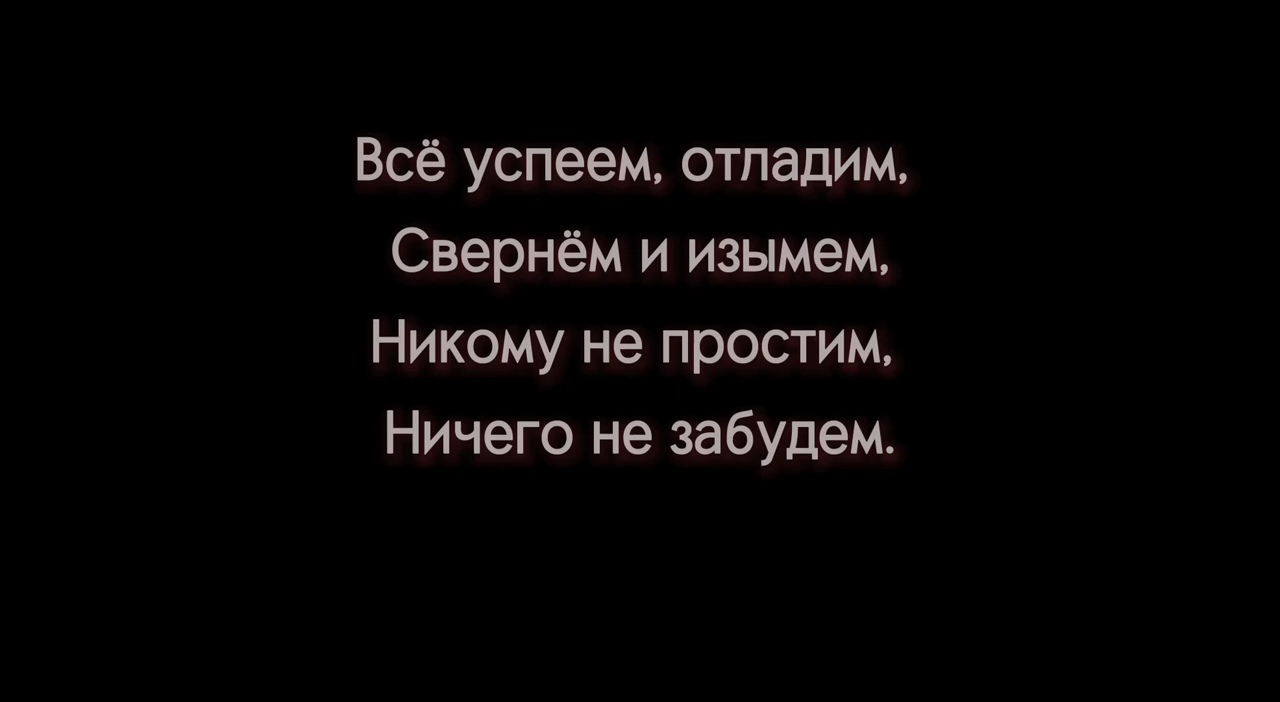 Всё успеем, отладим,
Свернём и изымем,
Никому не простим,
Ничего не забудем.